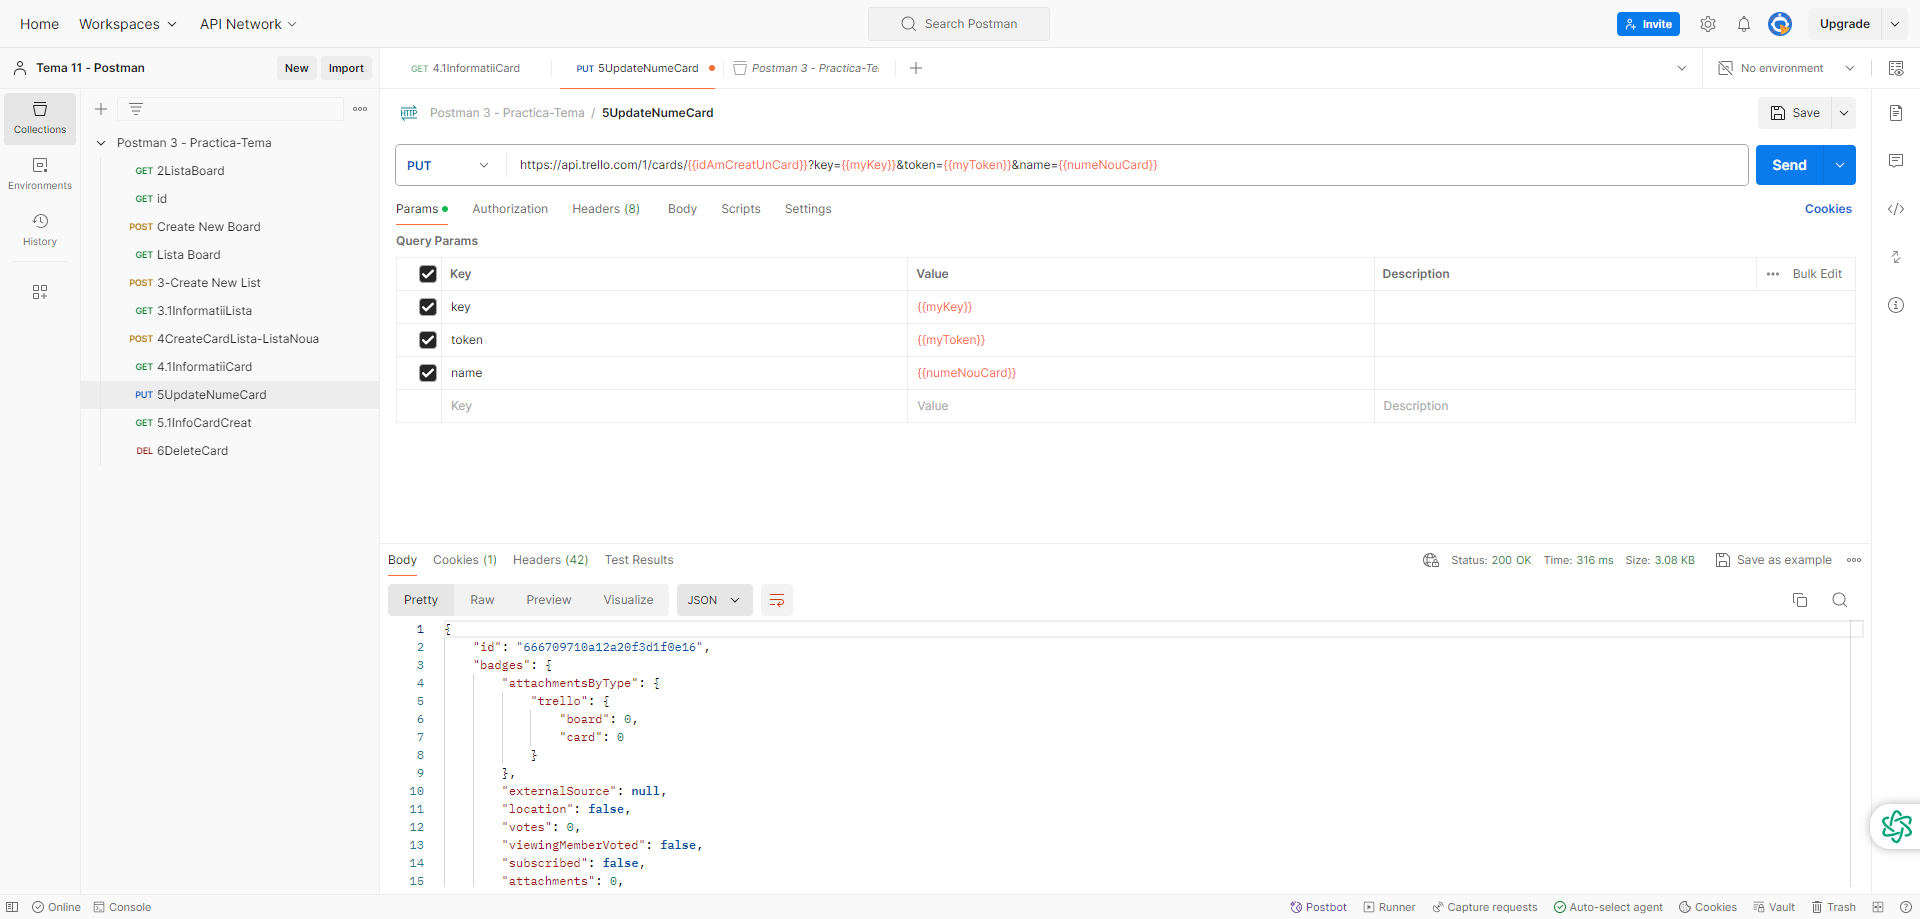 Home Workspaces API Network Search Postman Invite Upgrade
Tema 11 - Postman New Import GET 4.1InformatiiCard PUT 5UpdateNumeCard Postman 3 - Practica-Te No environment
Collections
Environments
History
Postman 3 - Practica-Tema
GET 2ListaBoard
GET id
POST Create New Board
GET Lista Board
POST 3-Create New List
GET 3.1InformatiiLista
POST 4CreateCardLista-ListaNoua
GET 4.1InformatiiCard
PUT 5UpdateNumeCard
GET 5.1InfoCardCreat
DEL 6DeleteCard
HTTP Postman 3 - Practica-Tema / 5UpdateNumeCard Save
PUT https://api.trello.com/1/cards/{{idAmCreatUnCard}}?key={{myKey}}&token={{myToken}}&name={{numeNouCard}} Send
Params Authorization Headers (8) Body Scripts Settings Cookies
Query Params
Key Value Description Bulk Edit
key {{myKey}}
token {{myToken}}
name {{numeNouCard}}
Key Value Description
Body Cookies (1) Headers (42) Test Results Status: 200 OK Time: 316 ms Size: 3.08 KB Save as example
Pretty Raw Preview Visualize JSON
1 {
2 "id": "666709710a12a20f3d1f0e16",
3 "badges": {
4 "attachmentsByType": {
5 "trello": {
6 "board": 0,
7 "card": 0
8 }
9 },
10 "externalSource": null,
11 "location": false,
12 "votes": 0,
13 "viewingMemberVoted": false,
14 "subscribed": false,
15 "attachments": 0,
Online Console Postbot Runner Capture requests Auto-select agent Cookies Vault Trash